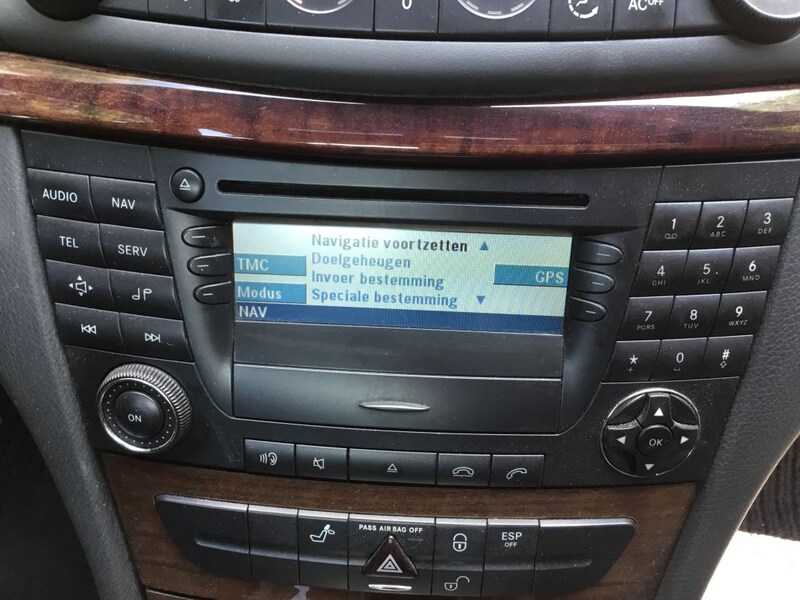 0
AC OFF
AUDIO
NAV
TEL
SERV
ON
Navigatie voortzetten
Doelgeheugen
TMC
GPS
Invoer bestemming
Modus
Speciale bestemming
NAV
1
2 ABC
3 DEF
4 GHI
5 JKL
6 MNO
7 PQRS
8 TUV
9 WXYZ
* +
0
#
OK
PASS AIR BAG OFF
ESP
OFF